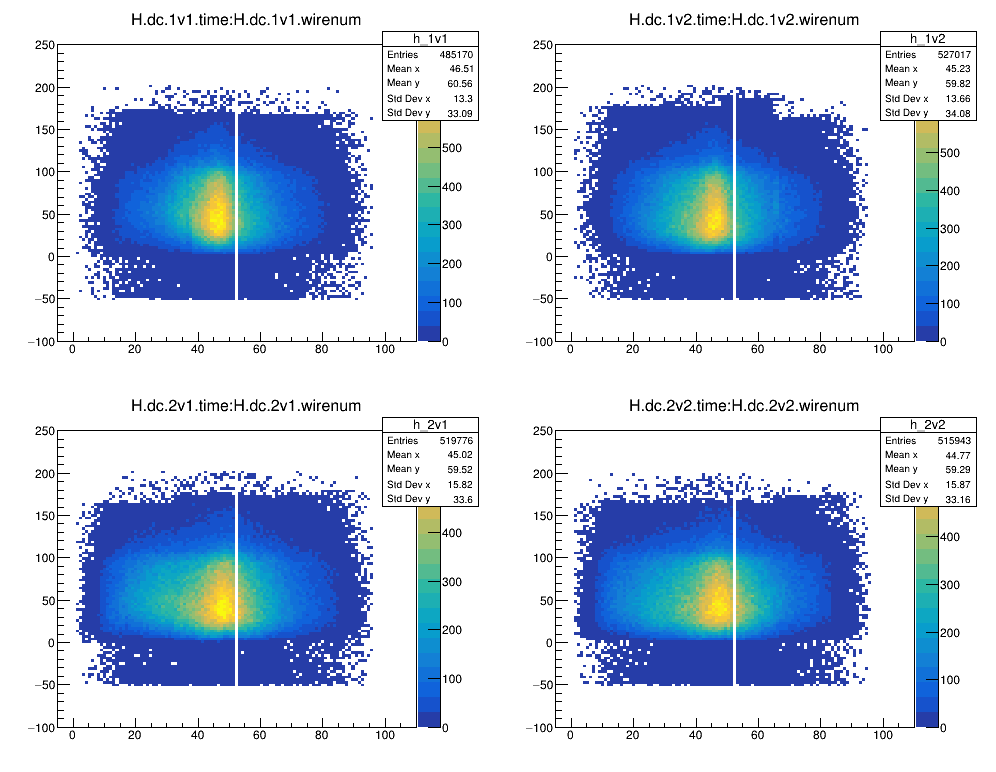 H.dc.1v1.time:H.dc.1v1.wirenum
h_1v1
Entries 485170
Mean x 46.51
Mean y 60.56
Std Dev x 13.3
Std Dev y 33.09
250
200
150
100
50
0
−50
−100
0 20 40 60 80 100
500
400
300
200
100
0
H.dc.1v2.time:H.dc.1v2.wirenum
h_1v2
Entries 527017
Mean x 45.23
Mean y 59.82
Std Dev x 13.66
Std Dev y 34.08
250
200
150
100
50
0
−50
−100
0 20 40 60 80 100
500
400
300
200
100
0
H.dc.2v1.time:H.dc.2v1.wirenum
h_2v1
Entries 519776
Mean x 45.02
Mean y 59.52
Std Dev x 15.82
Std Dev y 33.6
250
200
150
100
50
0
−50
−100
0 20 40 60 80 100
400
300
200
100
0
H.dc.2v2.time:H.dc.2v2.wirenum
h_2v2
Entries 515943
Mean x 44.77
Mean y 59.29
Std Dev x 15.87
Std Dev y 33.16
250
200
150
100
50
0
−50
−100
0 20 40 60 80 100
400
300
200
100
0